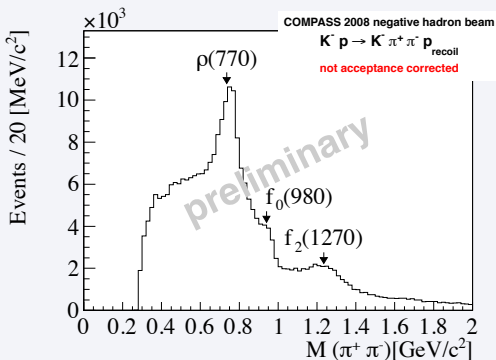 COMPASS 2008 negative hadron beam
K⁻ p → K⁻ π⁺ π⁻ p_recoil
not acceptance corrected
×10³
Events / 20 [MeV/c²]
12
10
8
6
4
2
0
ρ(770)
f₀(980)
f₂(1270)
preliminary
0 0.2 0.4 0.6 0.8 1 1.2 1.4 1.6 1.8 2
M (π⁺ π⁻)[GeV/c²]